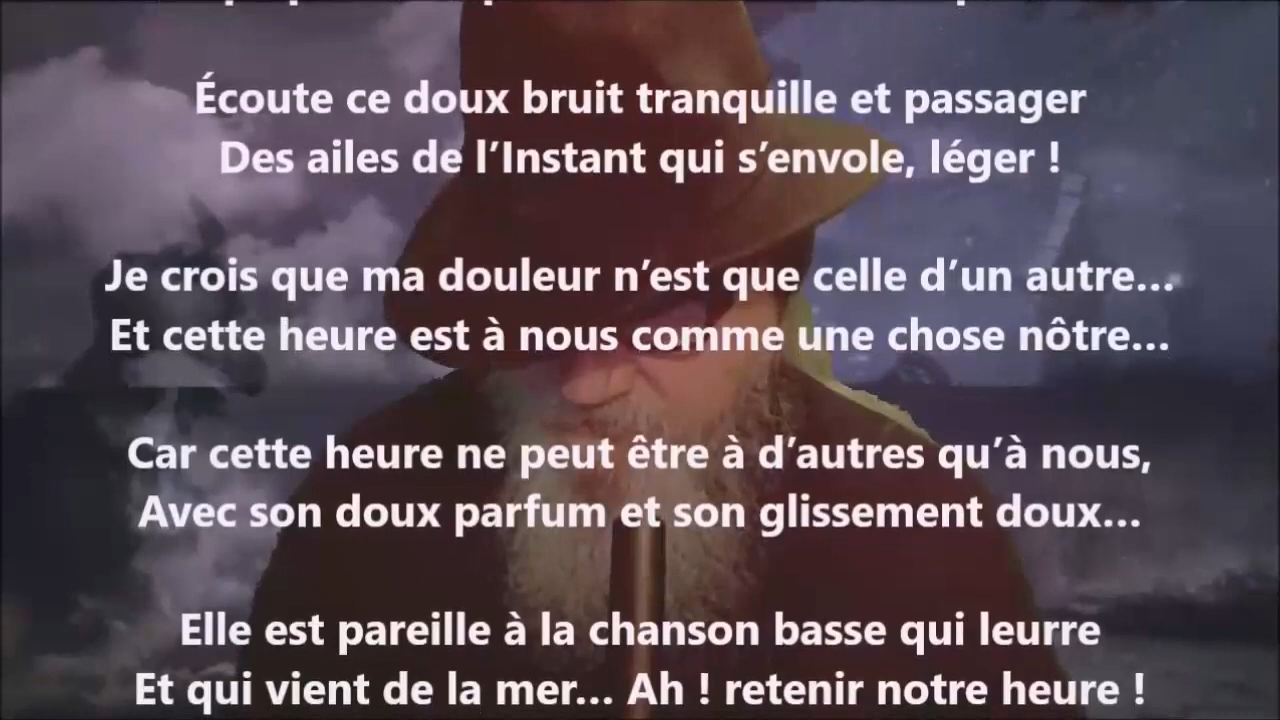 Écoute ce doux bruit tranquille et passager
Des ailes de l’Instant qui s’envole, léger !
Je crois que ma douleur n’est que celle d’un autre...
Et cette heure est à nous comme une chose nôtre...
Car cette heure ne peut être à d’autres qu’à nous,
Avec son doux parfum et son glissement doux...
Elle est pareille à la chanson basse qui leurre
Et qui vient de la mer... Ah ! retenir notre heure !